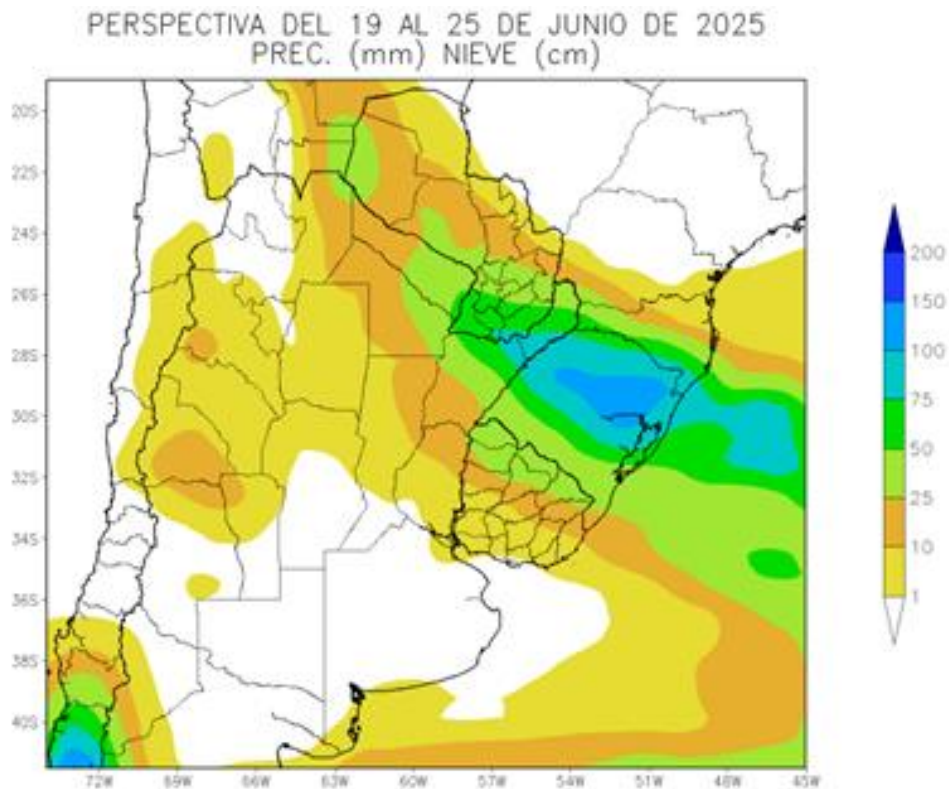 PERSPECTIVA DEL 19 AL 25 DE JUNIO DE 2025
PREC. (mm) NIEVE (cm)
20S
22S
24S
26S
28S
30S
32S
34S
36S
38S
40S
72W 69W 66W 63W 60W 57W 54W 51W 48W 45W
200
150
100
75
50
25
10
1